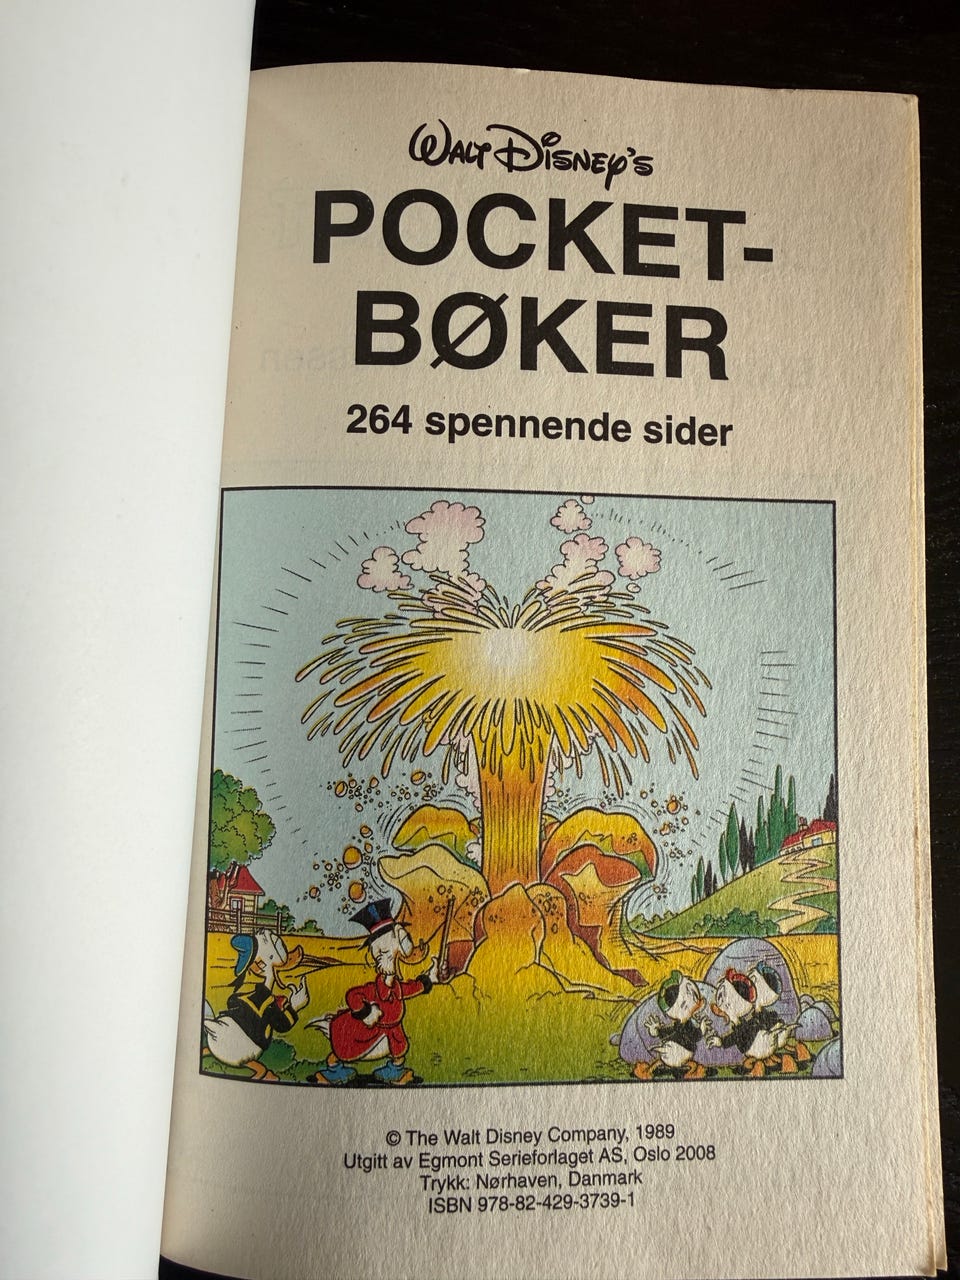 Walt Disney's
POCKET-
BØKER
264 spennende sider
© The Walt Disney Company, 1989
Utgitt av Egmont Serieforlaget AS, Oslo 2008
Trykk: Nørhaven, Danmark
ISBN 978-82-429-3739-1